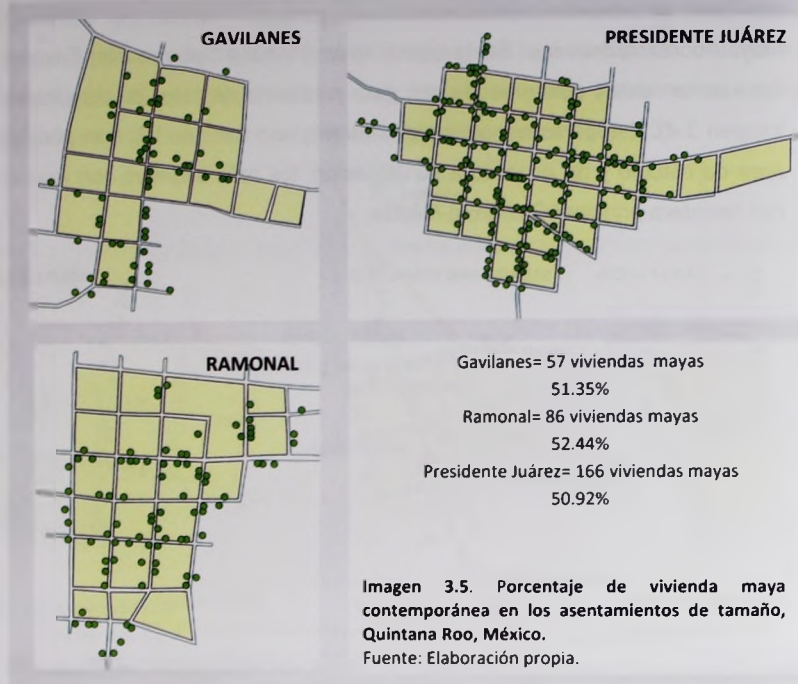 GAVILANES
PRESIDENTE JUÁREZ
RAMONAL
Gavilanes= 57 viviendas mayas
51.35%
Ramonal= 86 viviendas mayas
52.44%
Presidente Juárez= 166 viviendas mayas
50.92%
Imagen 3.5. Porcentaje de vivienda maya
contemporánea en los asentamientos de tamaño,
Quintana Roo, México.
Fuente: Elaboración propia.